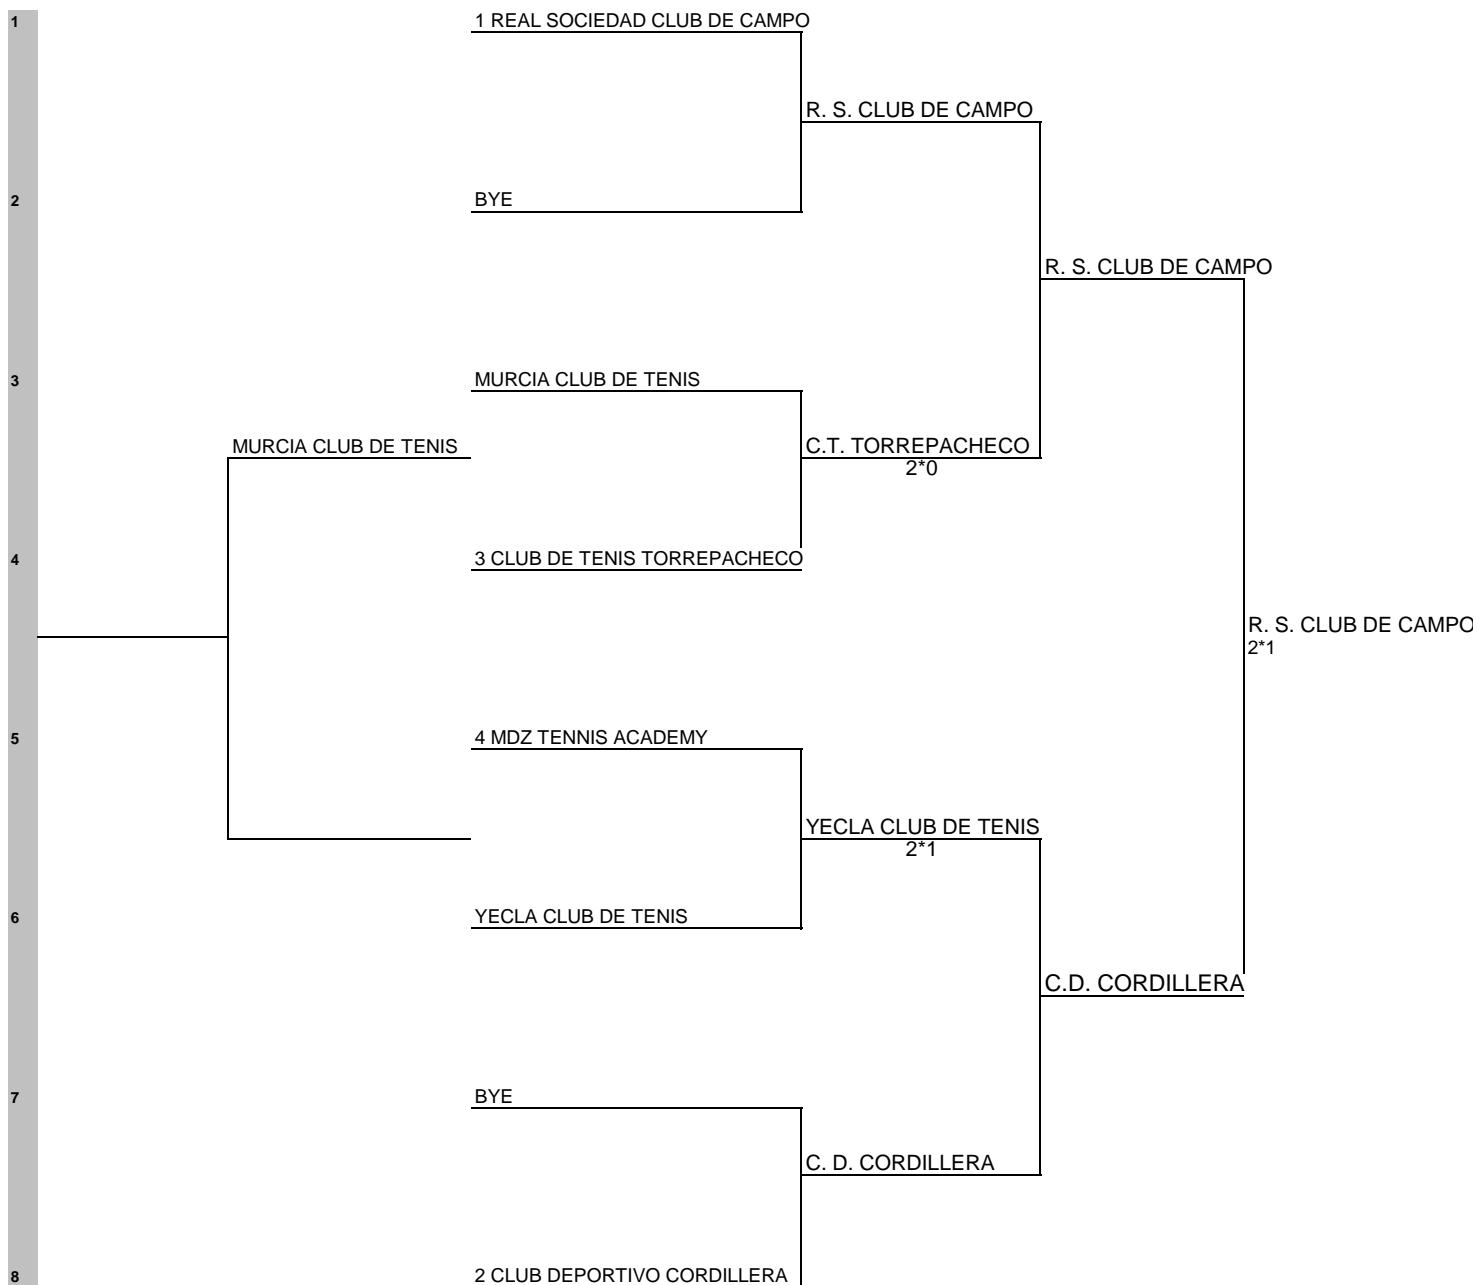 1 1 REAL SOCIEDAD CLUB DE CAMPO
R. S. CLUB DE CAMPO
2 BYE
R. S. CLUB DE CAMPO
3 MURCIA CLUB DE TENIS
MURCIA CLUB DE TENIS C.T. TORREPACHECO
2*0
4 3 CLUB DE TENIS TORREPACHECO
R. S. CLUB DE CAMPO
2*1
5 4 MDZ TENNIS ACADEMY
YECLA CLUB DE TENIS
2*1
6 YECLA CLUB DE TENIS
C.D. CORDILLERA
7 BYE
C. D. CORDILLERA
8 2 CLUB DEPORTIVO CORDILLERA